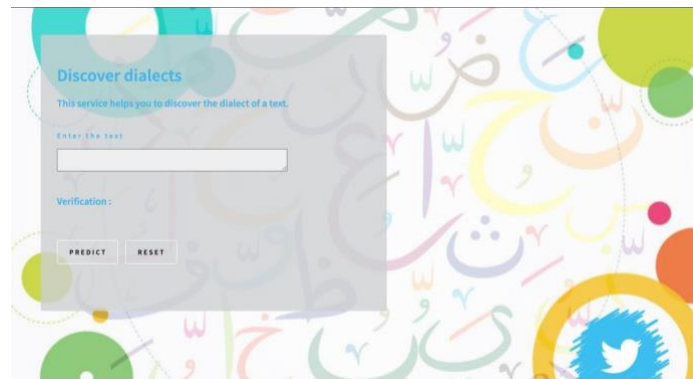 Discover dialects
This service helps you to discover the dialect of a text.
Enter the text
Verification :
PREDICT RESET